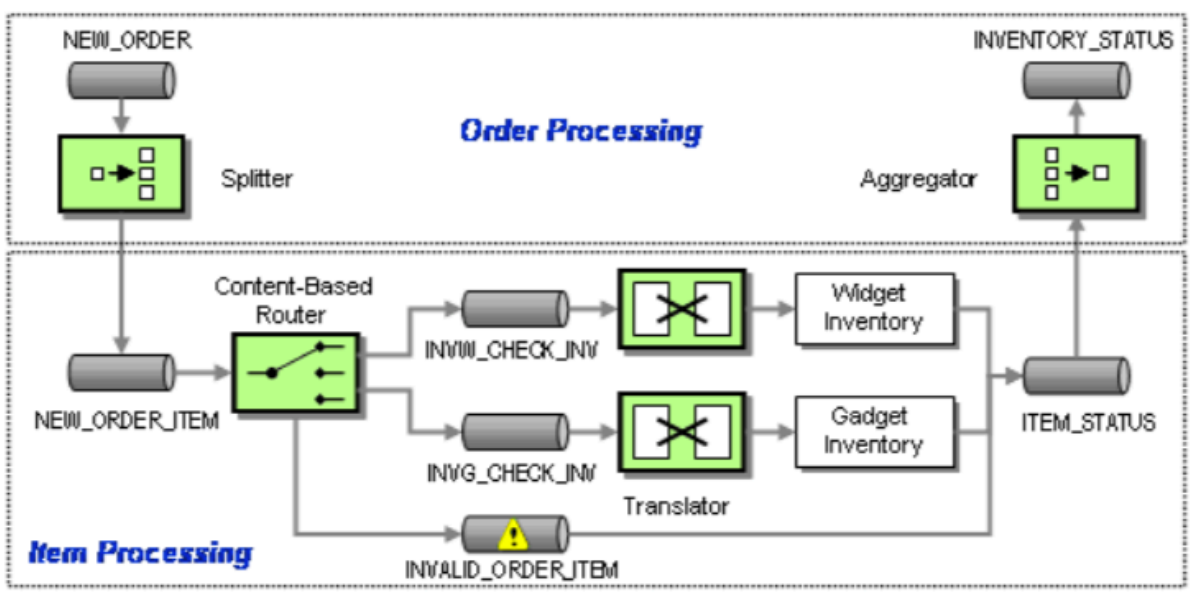 NEW_ORDER
INVENTORY_STATUS
Order Processing
Splitter
Aggregator
Content-Based
Router
Widget
Inventory
INVW_CHECK_INV
NEW_ORDER_ITEM
Gadget
Inventory
ITEM_STATUS
INVG_CHECK_INV
Translator
Item Processing
INVALID_ORDER_ITEM